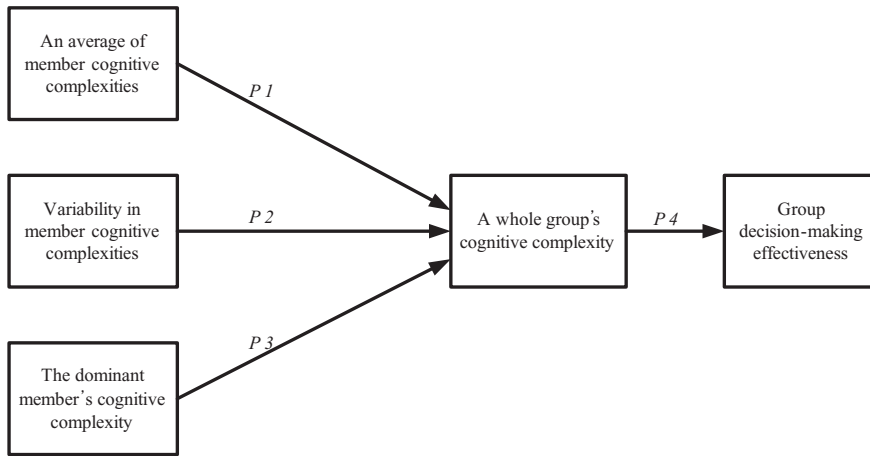 An average of
member cognitive
complexities
P 1
Variability in
member cognitive
complexities
P 2
A whole group’s
cognitive complexity
P 4
Group
decision-making
effectiveness
P 3
The dominant
member’s cognitive
complexity